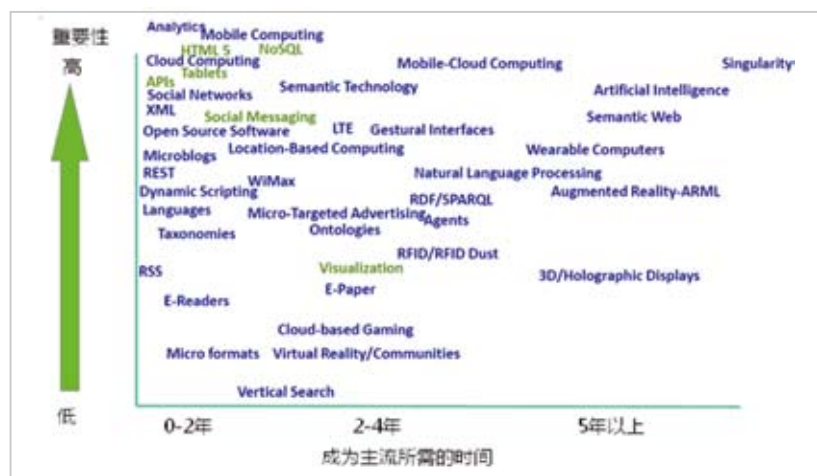 Analytics
Mobile Computing
重要性
HTML 5 NoSQL
高
Cloud Computing Mobile-Cloud Computing Singularity
Tablets
APIs Semantic Technology Artificial Intelligence
Social Networks
XML
Social Messaging Semantic Web
Open Source Software LTE Gestural Interfaces
Microblogs Location-Based Computing Wearable Computers
REST WiMax Natural Language Processing
Dynamic Scripting RDF/SPARQL Augmented Reality-ARML
Languages Micro-Targeted Advertising Agents
Taxonomies Ontologies
RFID/RFID Dust
RSS Visualization 3D/Holographic Displays
E-Paper
E-Readers
Cloud-based Gaming
Micro formats Virtual Reality/Communities
Vertical Search
低
0-2年 2-4年 5年以上
成为主流所需的时间